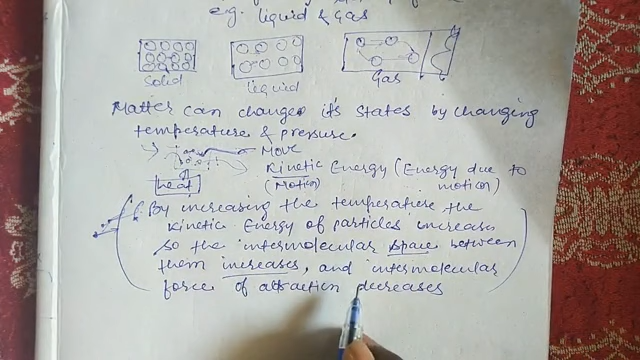 e.g. Liquid & Gas
Solid Liquid Gas
Matter can change it's states by changing
temperature & pressure.
Move
Kinetic Energy (Energy due to
heat (Motion) motion)
By increasing the temperature the
kinetic Energy of particles increases
so the intermolecular space between
them increases, and intermolecular
force of attraction decreases